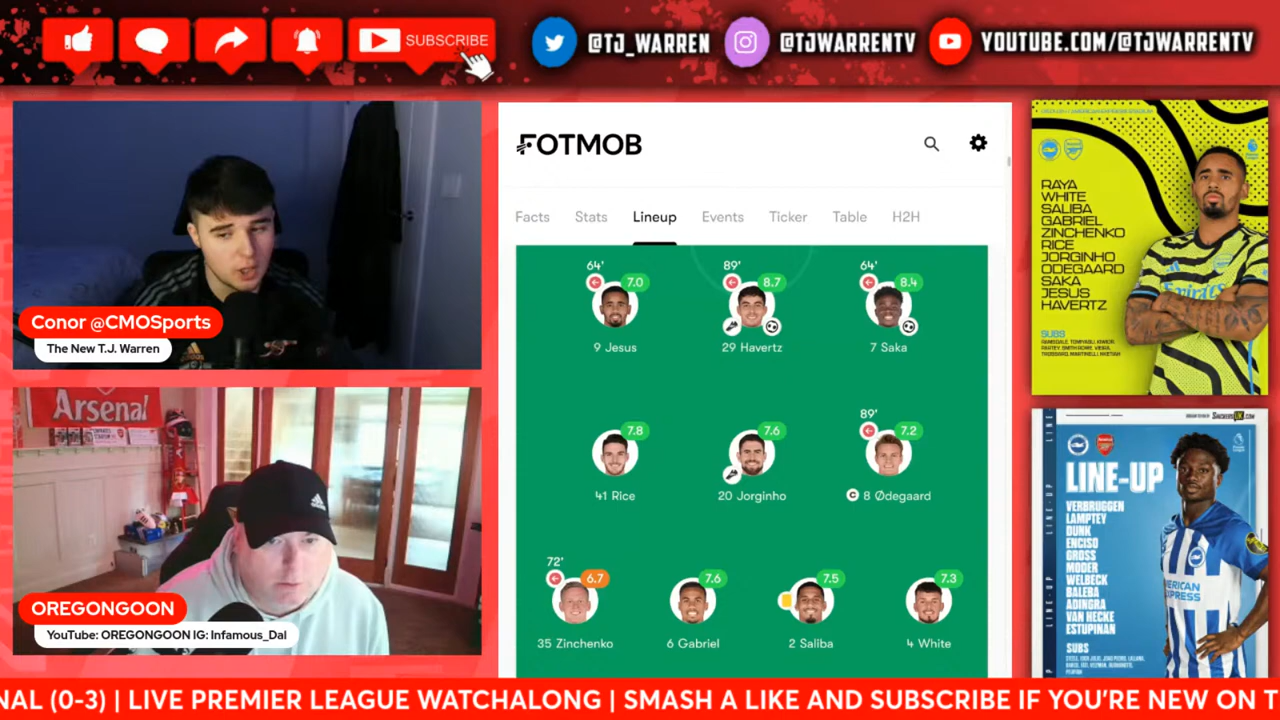 SUBSCRIBE
@TJ_WARREN
@TJWARRENTV
YOUTUBE.COM/@TJWARRENTV
Conor @CMOSports
The New T.J. Warren
Arsenal
OREGONGOON
YouTube: OREGONGOON IG: Infamous_Dal
FOTMOB
Facts
Stats
Lineup
Events
Ticker
Table
H2H
64'
7.0
9 Jesus
89'
8.7
29 Havertz
64'
8.4
7 Saka
7.8
41 Rice
7.6
20 Jorginho
89'
7.2
C 8 Ødegaard
72'
6.7
35 Zinchenko
7.6
6 Gabriel
7.5
2 Saliba
7.3
4 White
RAYA
WHITE
SALIBA
GABRIEL
ZINCHENKO
RICE
JORGINHO
ODEGAARD
SAKA
JESUS
HAVERTZ
SUBS
Emirates
LINE-UP
VERBRUGGEN
LAMPTEY
DUNK
ENCISO
GROSS
MODER
WELBECK
BALEBA
ADINGRA
VAN HECKE
ESTUPINAN
SUBS
AMERICAN
EXPRESS
NAL (0-3) | LIVE PREMIER LEAGUE WATCHALONG | SMASH A LIKE AND SUBSCRIBE IF YOU'RE NEW ON T